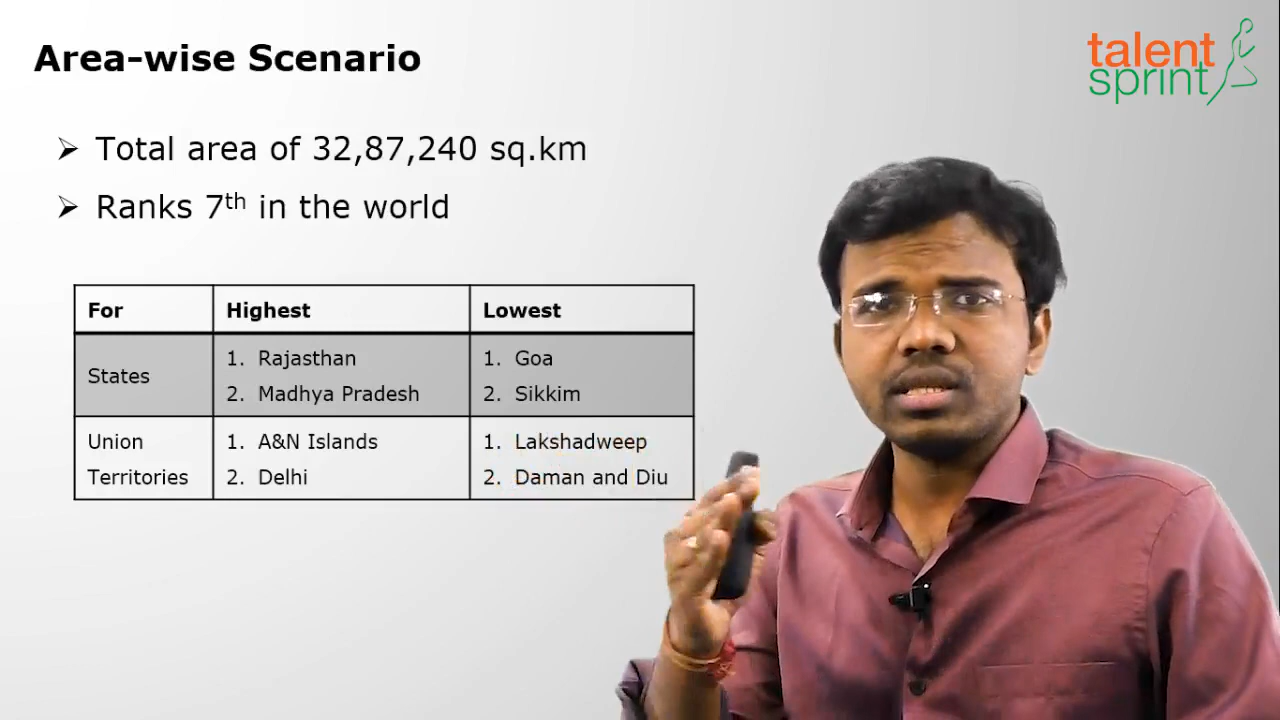 Area-wise Scenario
talent
sprint
➢ Total area of 32,87,240 sq.km
➢ Ranks 7th in the world
For Highest Lowest
States
1. Rajasthan 1. Goa
2. Madhya Pradesh 2. Sikkim
Union Territories
1. A&N Islands 1. Lakshadweep
2. Delhi 2. Daman and Diu